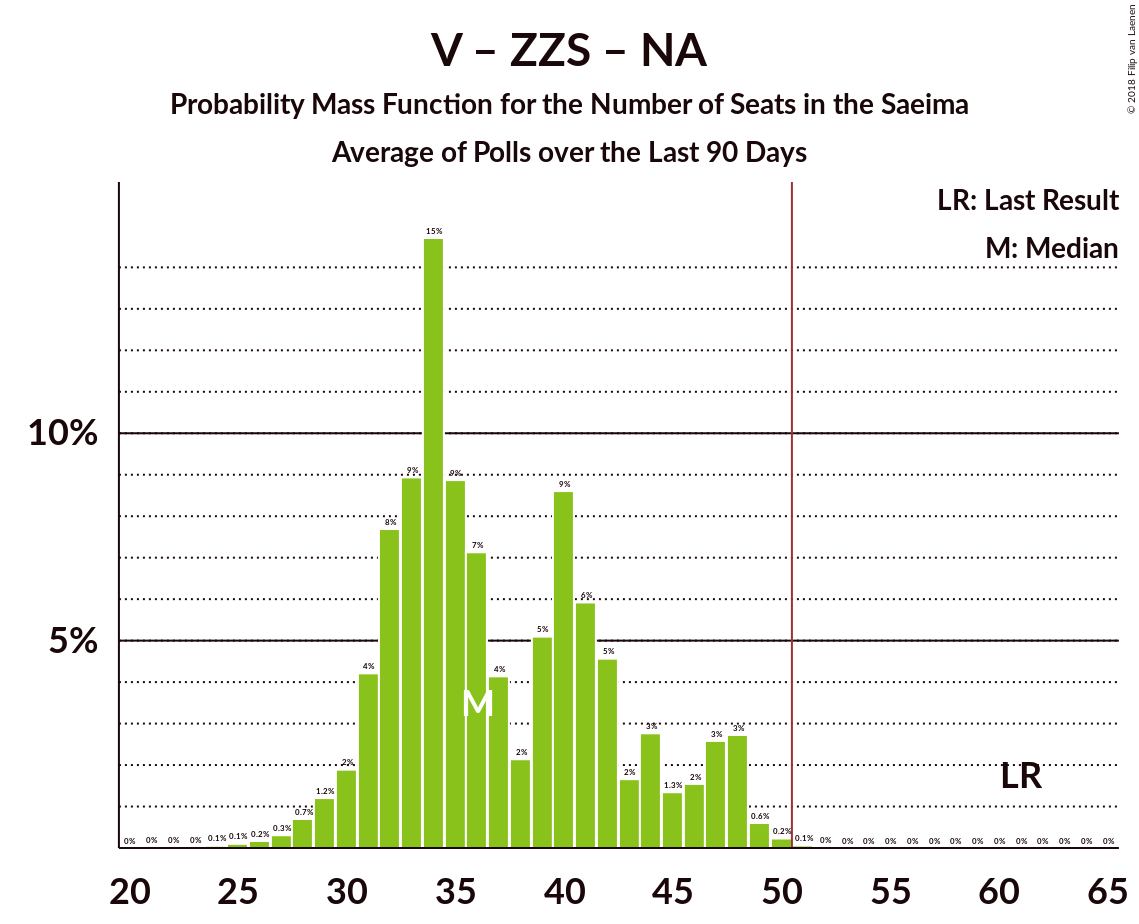 V – ZZS – NA
Probability Mass Function for the Number of Seats in the Saeima
Average of Polls over the Last 90 Days
© 2018 Filip van Laenen
LR: Last Result
M: Median
10%
5%
0% 0% 0% 0% 0.1% 0.1% 0.2% 0.3% 0.7% 1.2% 2% 4% 8% 9% 15% 9% 7% 4% 2% 5% 9% 6% 5% 2% 3% 1.3% 2% 3% 3% 0.6% 0.2% 0.1% 0% 0% 0% 0% 0% 0% 0% 0% 0% 0% 0% 0% 0% 0%
M
LR
20 25 30 35 40 45 50 55 60 65